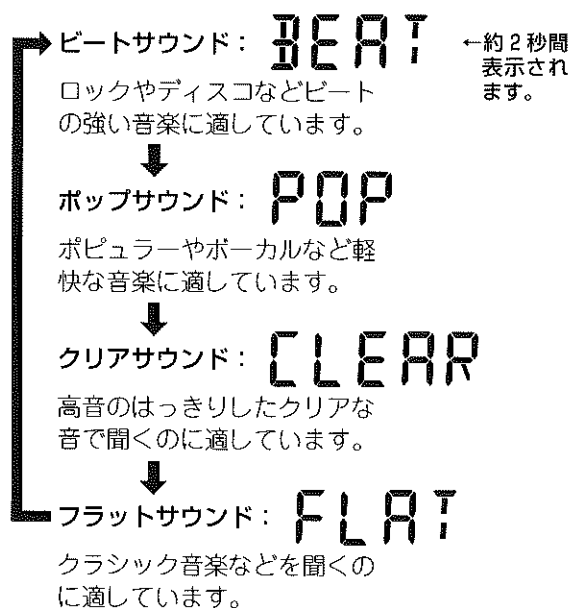 ビートサウンド： BEAT ←約2秒間
表示され
ます。
ロックやディスコなどビート
の強い音楽に適しています。
ポップサウンド： POP
ポピュラーやボーカルなど軽
快な音楽に適しています。
クリアサウンド： CLEAR
高音のはっきりしたクリアな
音で聞くのに適しています。
フラットサウンド： FLAT
クラシック音楽などを聞くの
に適しています。